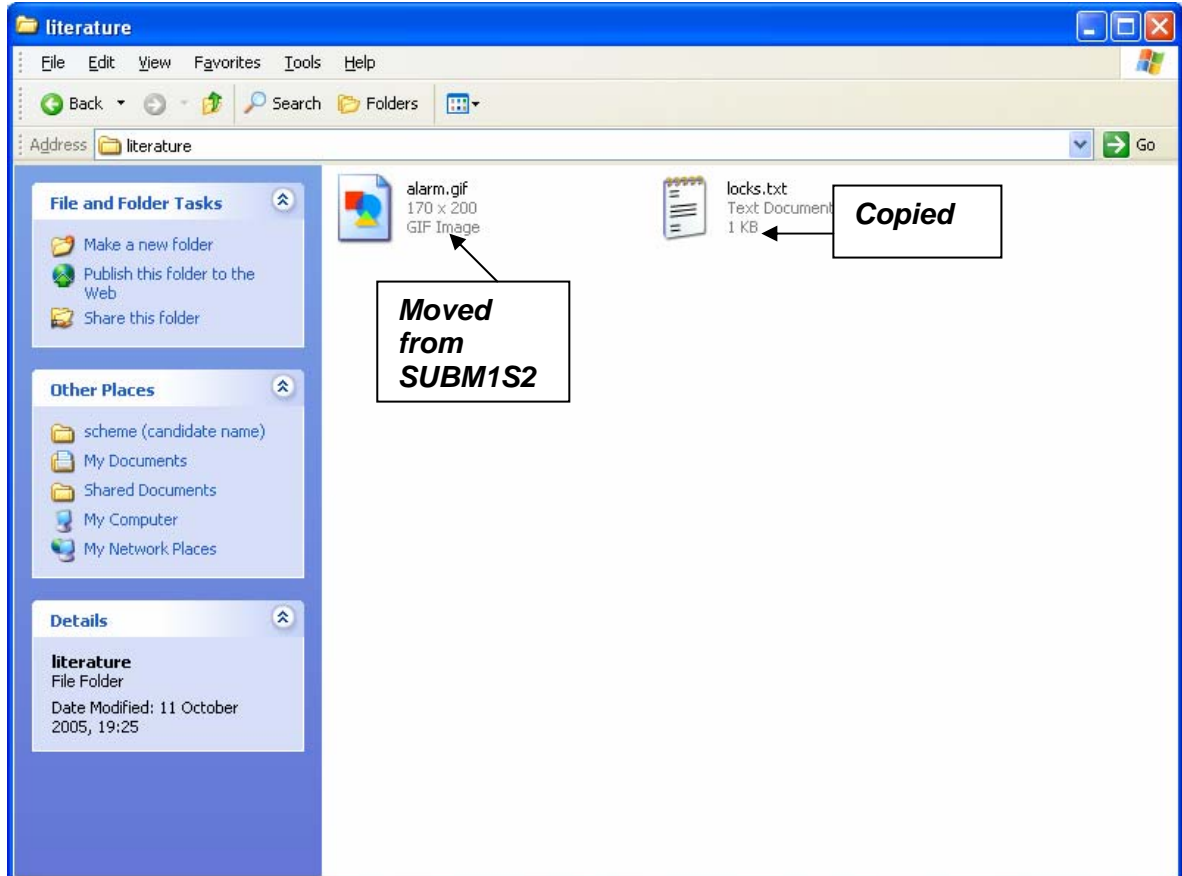 literature
File Edit View Favorites Tools Help
Back Search Folders
Address literature Go
File and Folder Tasks
Make a new folder
Publish this folder to the
Web
Share this folder
Other Places
scheme (candidate name)
My Documents
Shared Documents
My Computer
My Network Places
Details
literature
File Folder
Date Modified: 11 October
2005, 19:25
alarm.gif
170 x 200
GIF Image
locks.txt
Text Document
1 KB
Copied
Moved
from
SUBM1S2